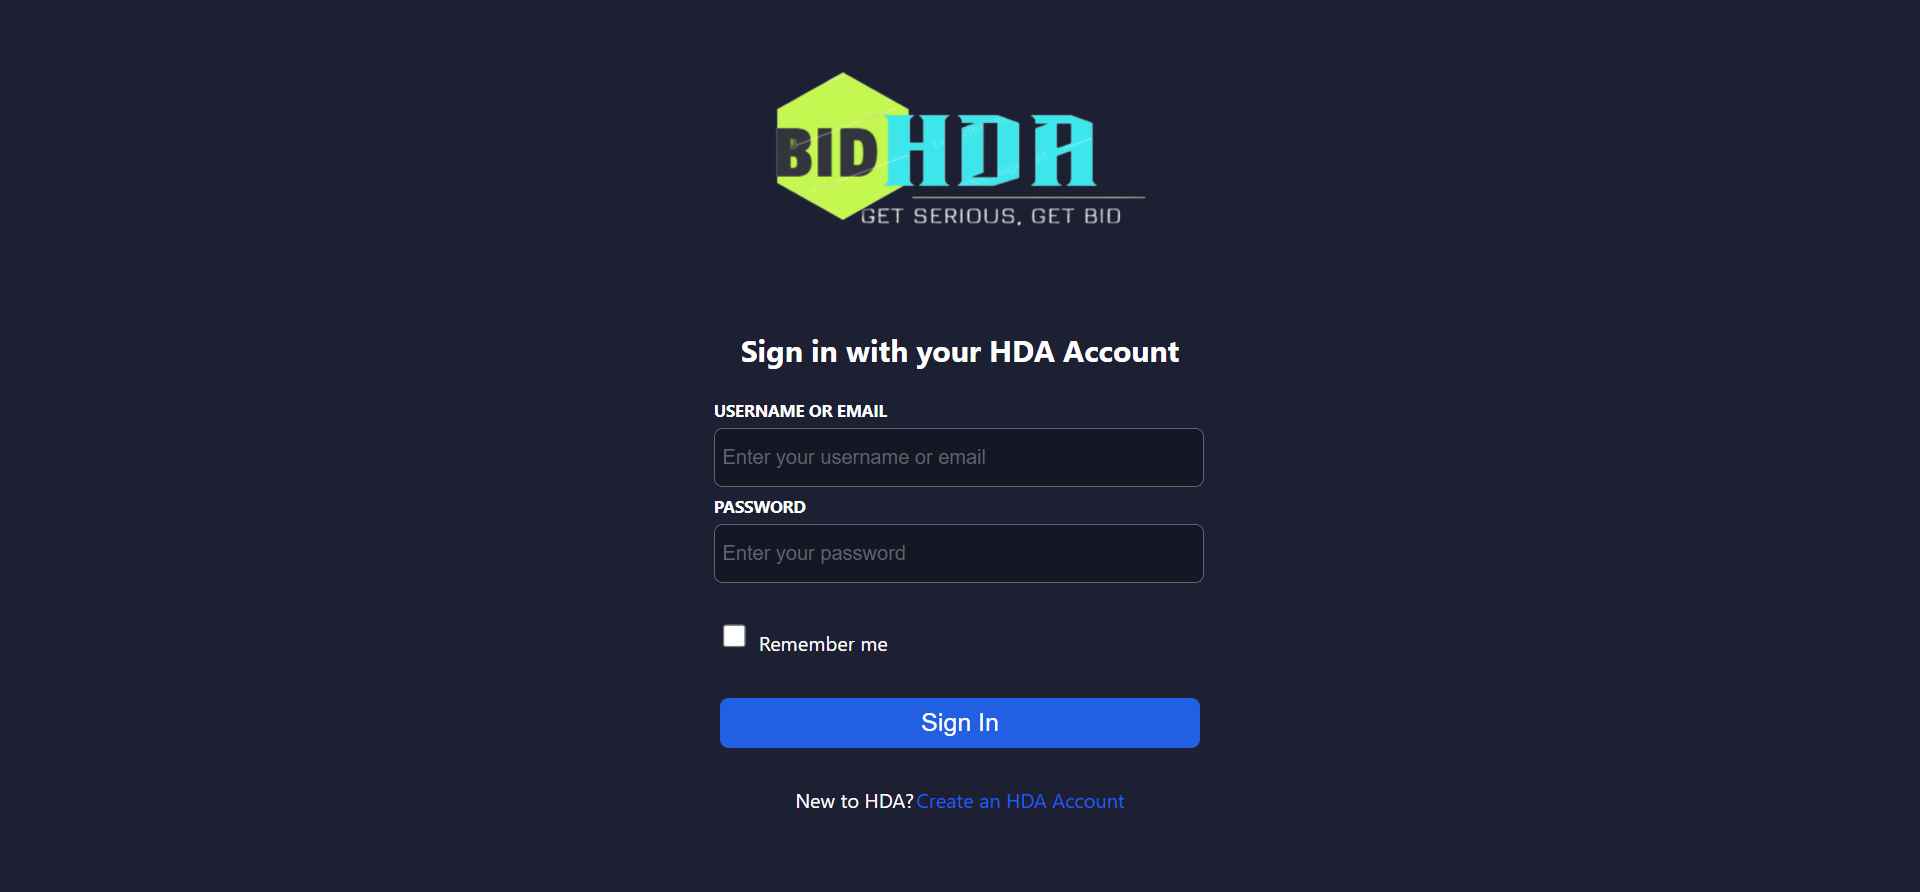 BID HDA
GET SERIOUS, GET BID
Sign in with your HDA Account
USERNAME OR EMAIL
Enter your username or email
PASSWORD
Enter your password
Remember me
Sign In
New to HDA? Create an HDA Account